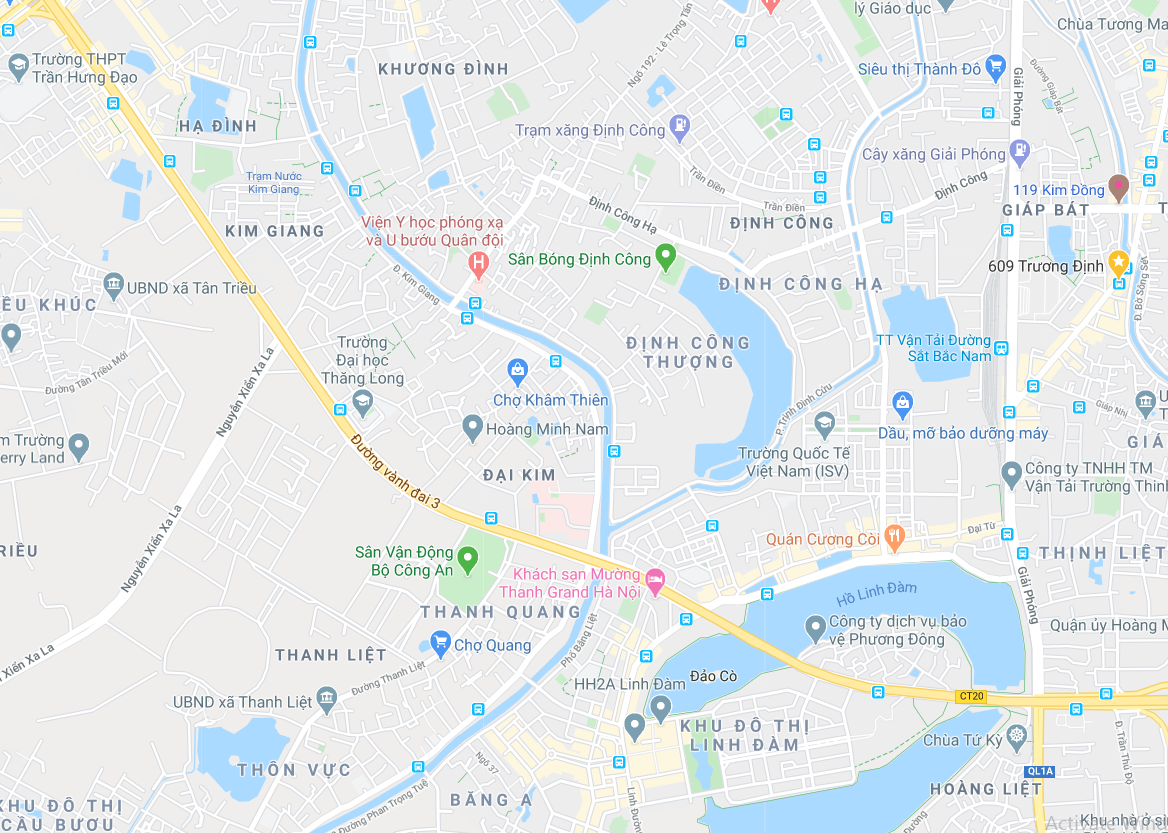 lý Giáo dục
Chùa Tương Ma
Trường THPT
Trần Hưng Đạo
KHƯƠNG ĐÌNH
Ngõ 192 - Lê Trọng Tấn
Siêu thị Thành Đô
Giải Phóng
Đường Giáp Bát
HẠ ĐÌNH
Trạm xăng Định Công
Cây xăng Giải Phóng
Trạm Nước
Kim Giang
Trần Điền
Trần Điền
Định Công
119 Kim Đồng
GIÁP BÁT
T
KIM GIANG
Viện Y học phóng xạ
và U bướu Quân đội
Định Công Hạ
ĐỊNH CÔNG
Sân Bóng Định Công
609 Trương Định
Đ. Kim Giang
UBND xã Tân Triều
ỀU KHÚC
ĐỊNH CÔNG HẠ
Đ. Bờ Sông Sét
Trường
Đại học
Thăng Long
ĐỊNH CÔNG
THƯỢNG
TT Vận Tải Đường
Sắt Bắc Nam
Đường Tân Triều Mới
Nguyễn Xiển Xa La
Chợ Khâm Thiên
P. Trịnh Đình Cửu
Giáp Nhị
U
Hoàng Minh Nam
Dầu, mỡ bảo dưỡng máy
GIÁ
m Trường
erry Land
Đường vành đai 3
ĐẠI KIM
Trường Quốc Tế
Việt Nam (ISV)
Công ty TNHH TM
Vận Tải Trường Thịnh
Nguyễn Xiển Xa La
Quán Cương Còi
Đại Từ
RIỀU
Sân Vận Động
Bộ Công An
THỊNH LIỆT
Khách sạn Mường
Thanh Grand Hà Nội
Hồ Linh Đàm
Giải Phóng
THANH QUANG
Công ty dịch vụ bảo
vệ Phương Đông
Quận ủy Hoàng M
Phố Bằng Liệt
Chợ Quang
Xiển Xa La
THANH LIỆT
Đường Thanh Liệt
HH2A Linh Đàm
Đảo Cò
CT20
UBND xã Thanh Liệt
KHU ĐÔ THỊ
LINH ĐÀM
Chùa Tứ Kỳ
Đ. Trần Thủ Độ
THÔN VỰC
Ngõ 37
QL1A
HOÀNG LIỆT
BẰNG A
KHU ĐÔ THỊ
CẦU BƯƠU
Đường Phan Trọng Tuệ
Linh Đường
Khu nhà ở si